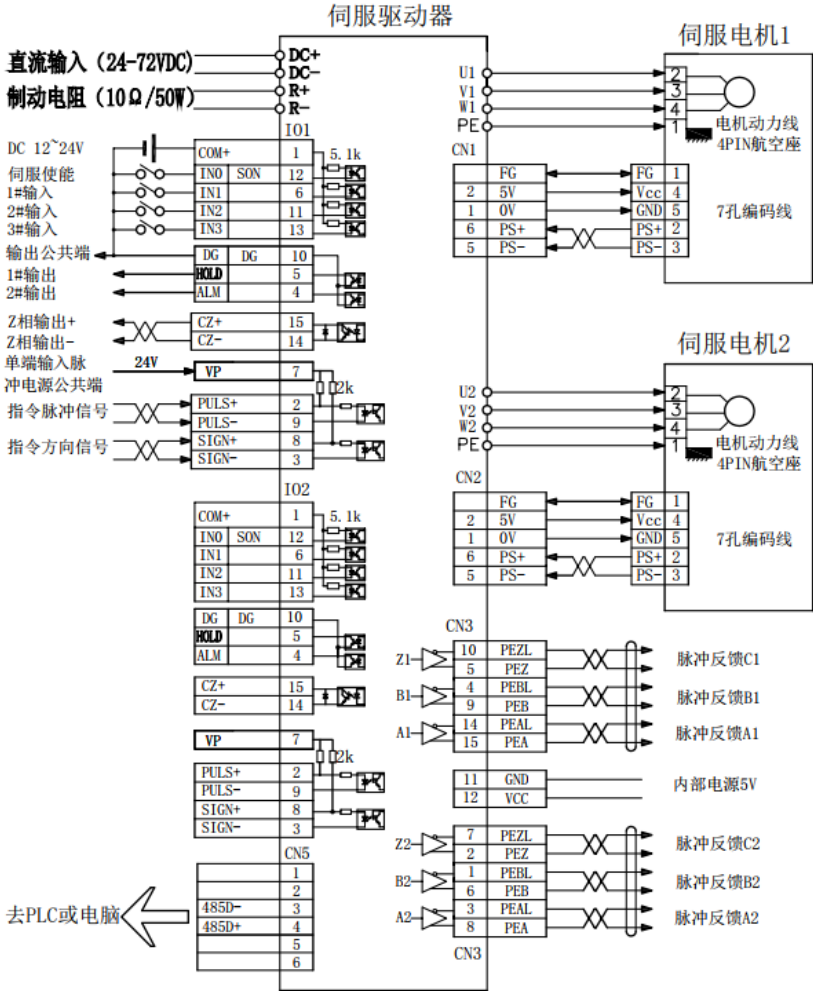 伺服驱动器
直流输入（24-72VDC)
DC+
DC-
制动电阻（10Ω/50W)
R+
R-
IO1
DC 12~24V
COM+ 1 5.1k
伺服使能 IN0 SON 12
1#输入 IN1 6
2#输入 IN2 11
3#输入 IN3 13
输出公共端 DG DG 10
1#输出 HOLD 5
2#输出 ALM 4
Z相输出+ CZ+ 15
Z相输出- CZ- 14
单端输入脉
冲电源公共端
24V VP 7
2k
指令脉冲信号
PULS+ 2
PULS- 9
指令方向信号
SIGN+ 8
SIGN- 3
IO2
COM+ 1 5.1k
IN0 SON 12
IN1 6
IN2 11
IN3 13
DG DG 10
HOLD 5
ALM 4
CZ+ 15
CZ- 14
VP 7
2k
PULS+ 2
PULS- 9
SIGN+ 8
SIGN- 3
CN5
1
2
485D- 3
485D+ 4
5
6
去PLC或电脑
伺服电机1
U1 2
V1 3
W1 4
PE 1
电机动力线
4PIN航空座
CN1
FG FG 1
2 5V Vcc 4
1 0V GND 5
6 PS+ PS+ 2
5 PS- PS- 3
7孔编码线
伺服电机2
U2 2
V2 3
W2 4
PE 1
电机动力线
4PIN航空座
CN2
FG FG 1
2 5V Vcc 4
1 0V GND 5
6 PS+ PS+ 2
5 PS- PS- 3
7孔编码线
CN3
Z1 10 PEZL
5 PEZ
脉冲反馈C1
B1 4 PEBL
9 PEB
脉冲反馈B1
A1 14 PEAL
15 PEA
脉冲反馈A1
11 GND
12 VCC
内部电源5V
Z2 7 PEZL
2 PEZ
脉冲反馈C2
B2 1 PEBL
6 PEB
脉冲反馈B2
A2 3 PEAL
8 PEA
脉冲反馈A2
CN3